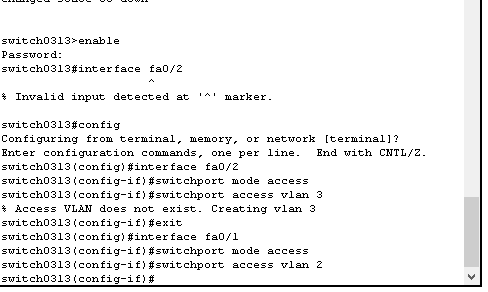 changed state to down
switch0313>enable
Password:
switch0313#interface fa0/2
^
% Invalid input detected at '^' marker.
switch0313#config
Configuring from terminal, memory, or network [terminal]?
Enter configuration commands, one per line.  End with CNTL/Z.
switch0313(config)#interface fa0/2
switch0313(config-if)#switchport mode access
switch0313(config-if)#switchport access vlan 3
% Access VLAN does not exist. Creating vlan 3
switch0313(config-if)#exit
switch0313(config)#interface fa0/1
switch0313(config-if)#switchport mode access
switch0313(config-if)#switchport access vlan 2
switch0313(config-if)#